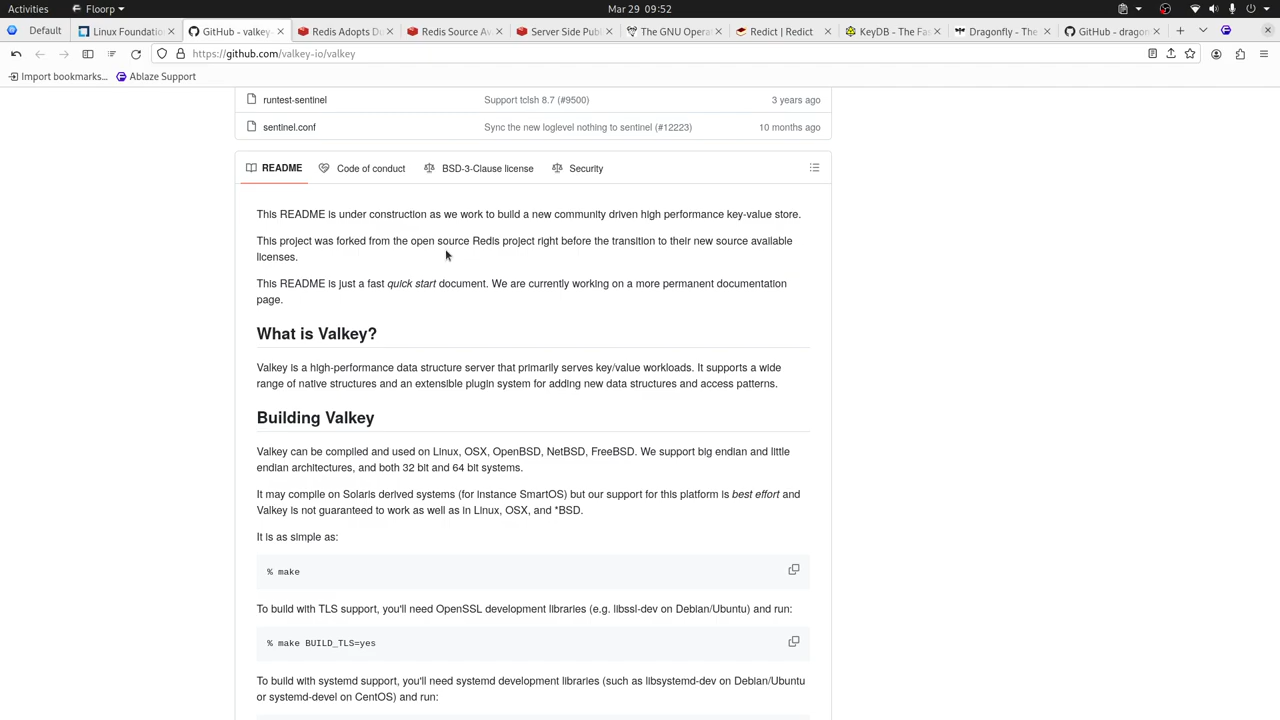 Activities Floorp Mar 29 09:52
Default Linux Foundatio GitHub - valkey- Redis Adopts D Redis Source Av Server Side Pub The GNU Opera Redict | Redict KeyDB - The Fas Dragonfly - The GitHub - dragon
https://github.com/valkey-io/valkey
Import bookmarks... Ablaze Support
runtest-sentinel Support tclsh 8.7 (#9500) 3 years ago
sentinel.conf Sync the new loglevel nothing to sentinel (#12223) 10 months ago
README Code of conduct BSD-3-Clause license Security
This README is under construction as we work to build a new community driven high performance key-value store.
This project was forked from the open source Redis project right before the transition to their new source available
licenses.
This README is just a fast quick start document. We are currently working on a more permanent documentation
page.
What is Valkey?
Valkey is a high-performance data structure server that primarily serves key/value workloads. It supports a wide
range of native structures and an extensible plugin system for adding new data structures and access patterns.
Building Valkey
Valkey can be compiled and used on Linux, OSX, OpenBSD, NetBSD, FreeBSD. We support big endian and little
endian architectures, and both 32 bit and 64 bit systems.
It may compile on Solaris derived systems (for instance SmartOS) but our support for this platform is best effort and
Valkey is not guaranteed to work as well as in Linux, OSX, and *BSD.
It is as simple as:
% make
To build with TLS support, you'll need OpenSSL development libraries (e.g. libssl-dev on Debian/Ubuntu) and run:
% make BUILD_TLS=yes
To build with systemd support, you'll need systemd development libraries (such as libsystemd-dev on Debian/Ubuntu
or systemd-devel on CentOS) and run: